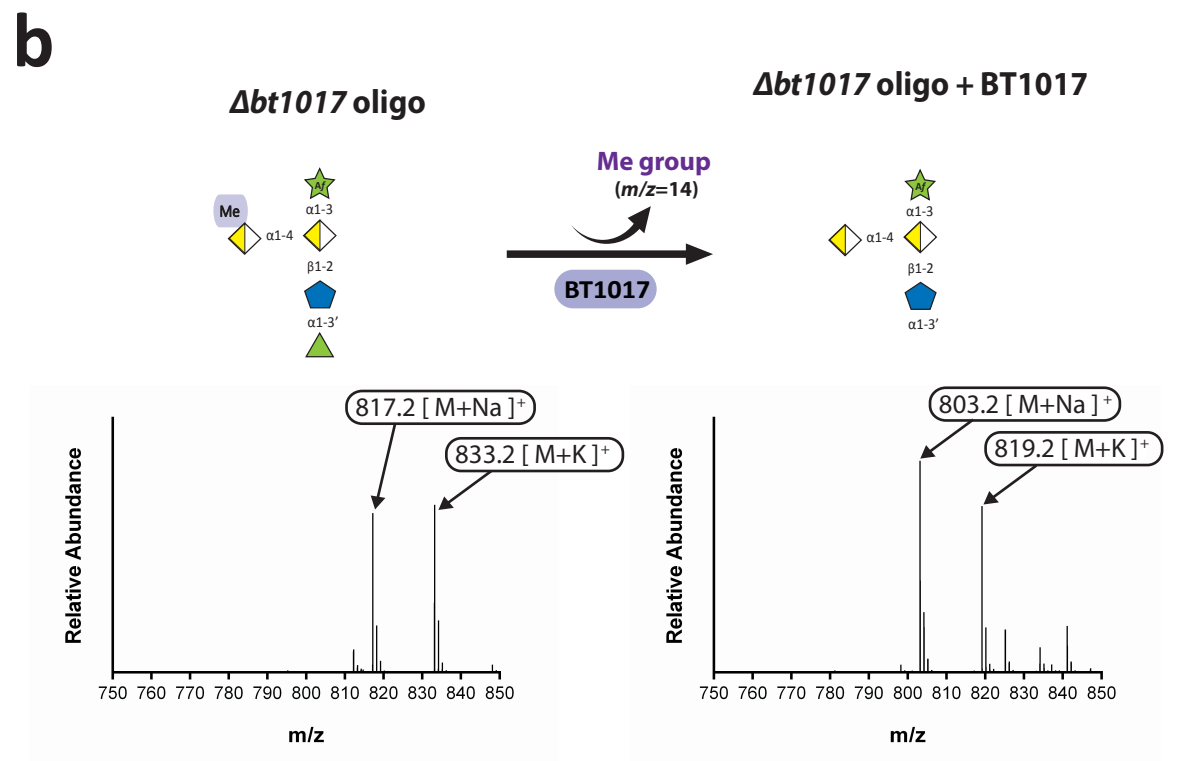 b
Δbt1017 oligo
Δbt1017 oligo + BT1017
Me group
(m/z=14)
BT1017
Me
Af
α1-3
α1-4
β1-2
α1-3’
Af
α1-3
α1-4
β1-2
α1-3’
817.2 [ M+Na ]+
833.2 [ M+K ]+
Relative Abundance
750 760 770 780 790 800 810 820 830 840 850
m/z
803.2 [ M+Na ] +
819.2 [ M+K ]+
Relative Abundance
750 760 770 780 790 800 810 820 830 840 850
m/z